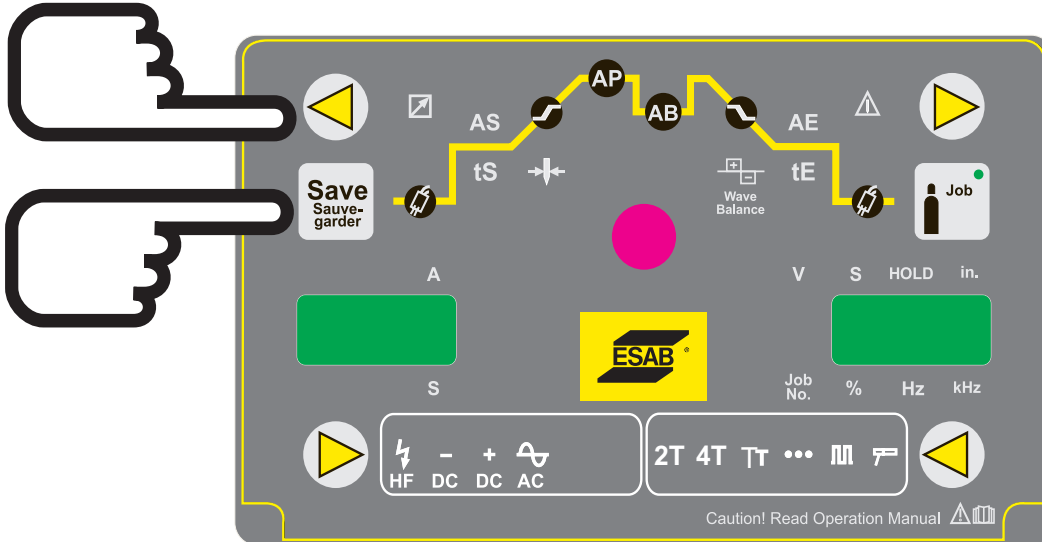 AP
AS
AB
AE
tS
tE
Save
Sauve-
garder
Wave
Balance
Job
A
V S HOLD in.
ESAB ®
S
Job
No. % Hz kHz
2T 4T TT •••
HF DC DC AC
Caution! Read Operation Manual